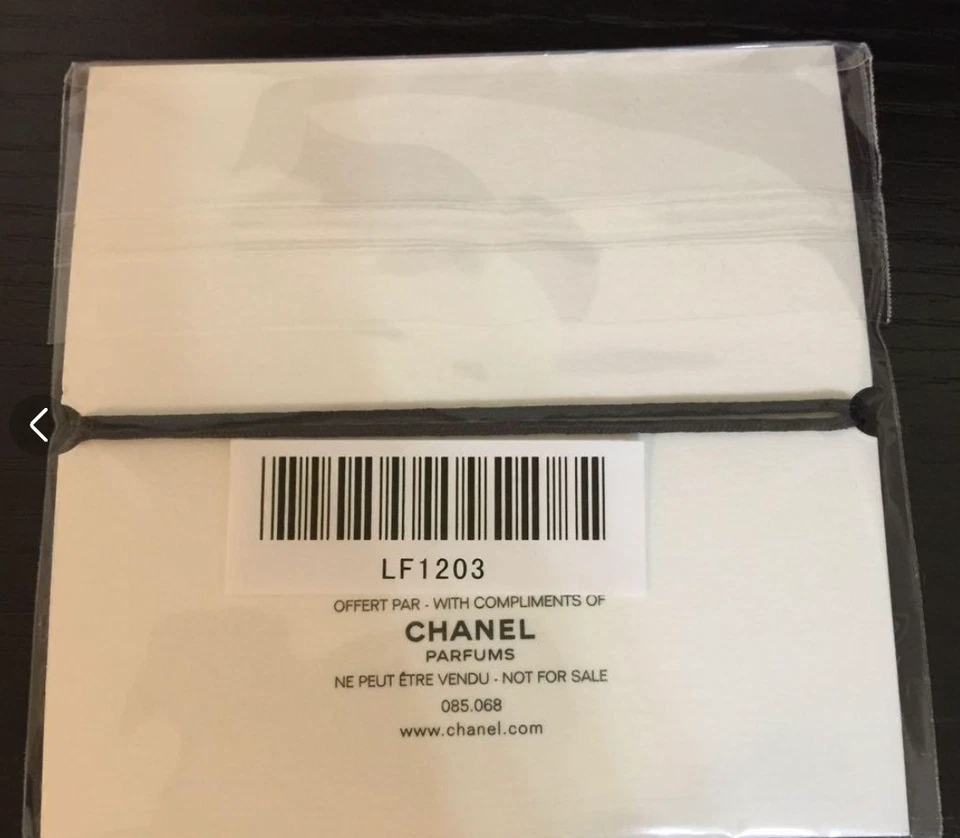 LF1203
OFFERT PAR - WITH COMPLIMENTS OF
CHANEL
PARFUMS
NE PEUT ÊTRE VENDU - NOT FOR SALE
085.068
www.chanel.com